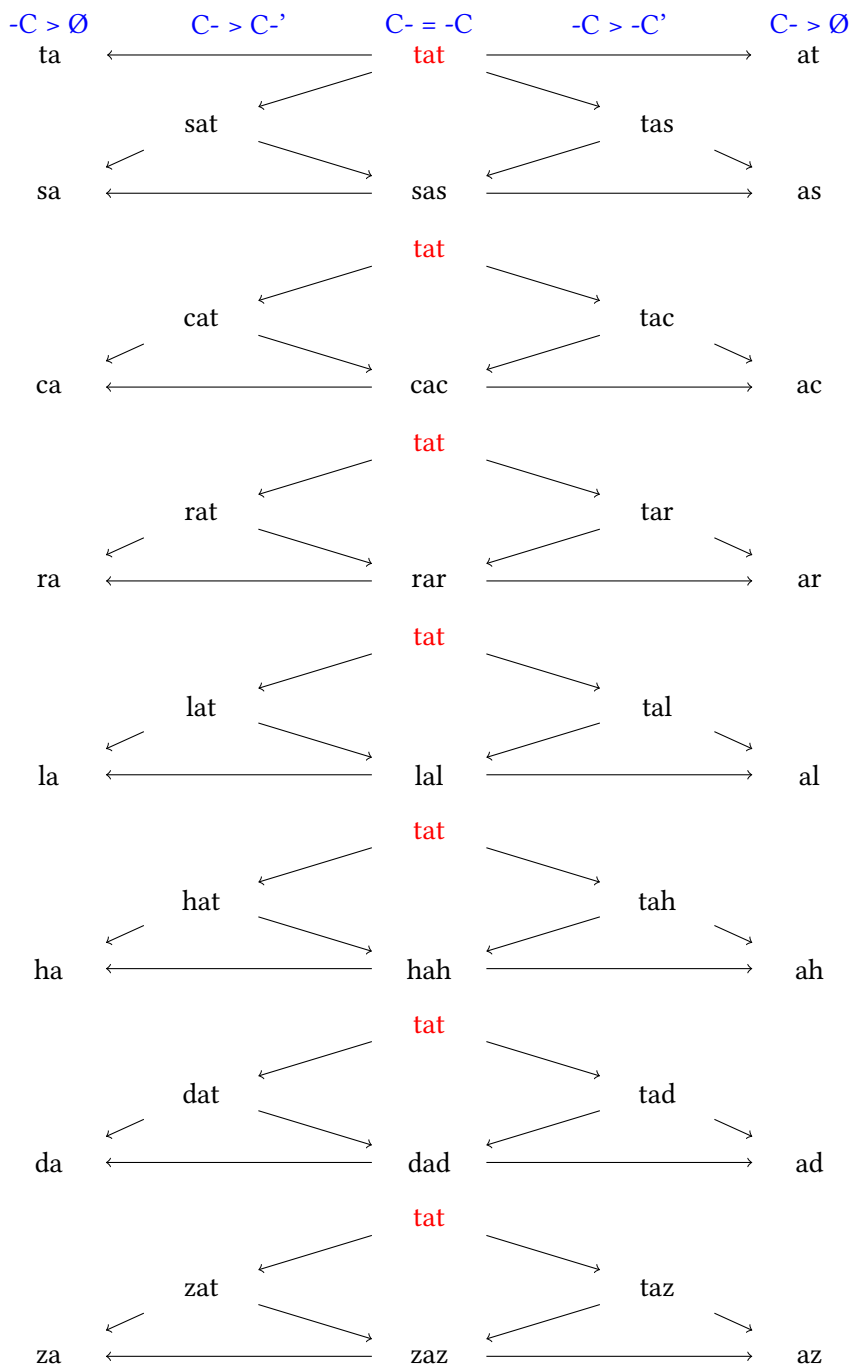 -C > Ø C- > C-’ C- = -C -C > -C’ C- > Ø
ta tat at
sat tas
sa sas as
tat
cat tac
ca cac ac
tat
rat tar
ra rar ar
tat
lat tal
la lal al
tat
hat tah
ha hah ah
tat
dat tad
da dad ad
tat
zat taz
za zaz az